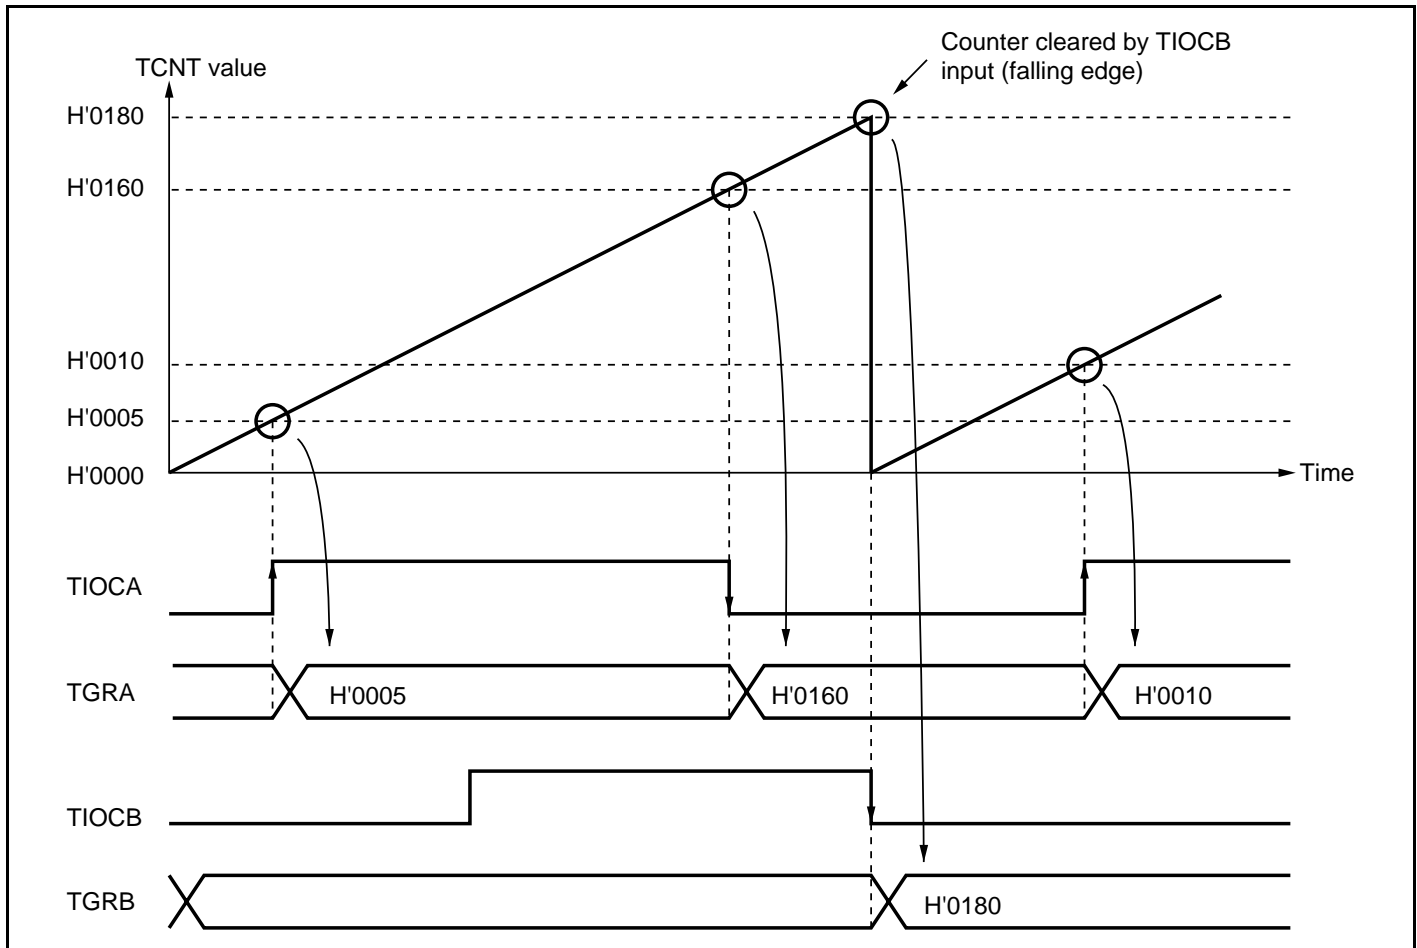 Counter cleared by TIOCB
input (falling edge)
TCNT value
H'0180
H'0160
H'0010
H'0005
H'0000
Time
TIOCA
TGRA
H'0005
H'0160
H'0010
TIOCB
TGRB
H'0180